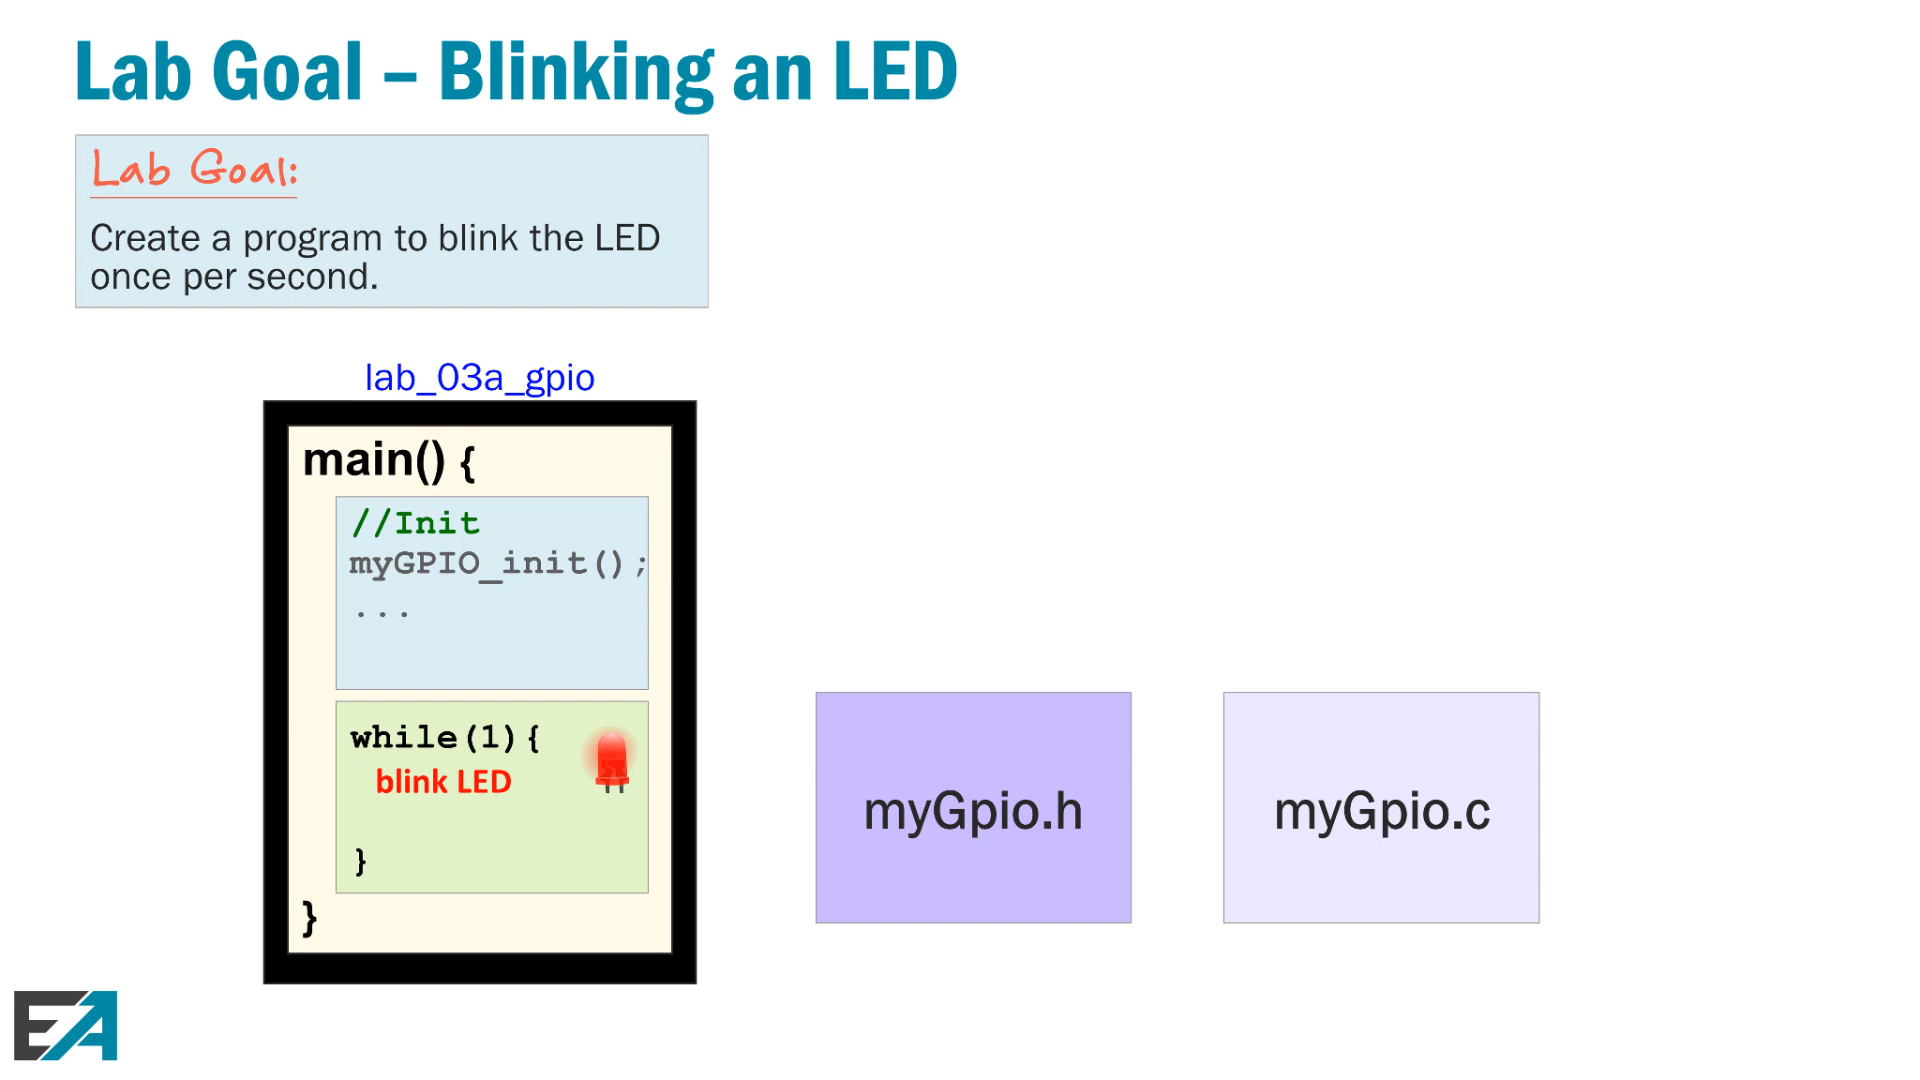 Lab Goal – Blinking an LED
Lab Goal:
Create a program to blink the LED
once per second.
lab_03a_gpio
main() {
//Init
myGPIO_init();
...
while(1){
blink LED
}
}
myGpio.h
myGpio.c
EA